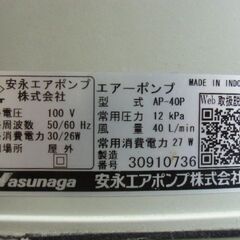 安永エアポンプ
株式会社
エアーポンプ
MADE IN INDO
型 式 AP-40P
電圧 100 V
周波数 50/60 Hz
消費電力 30/26W
場所 屋 外
常用圧力 12 kPa
風 量 40 L/min
常用消費電力 27 W
製造 30910736
Web 取扱説
Yasunaga 安永エアポンプ株式会